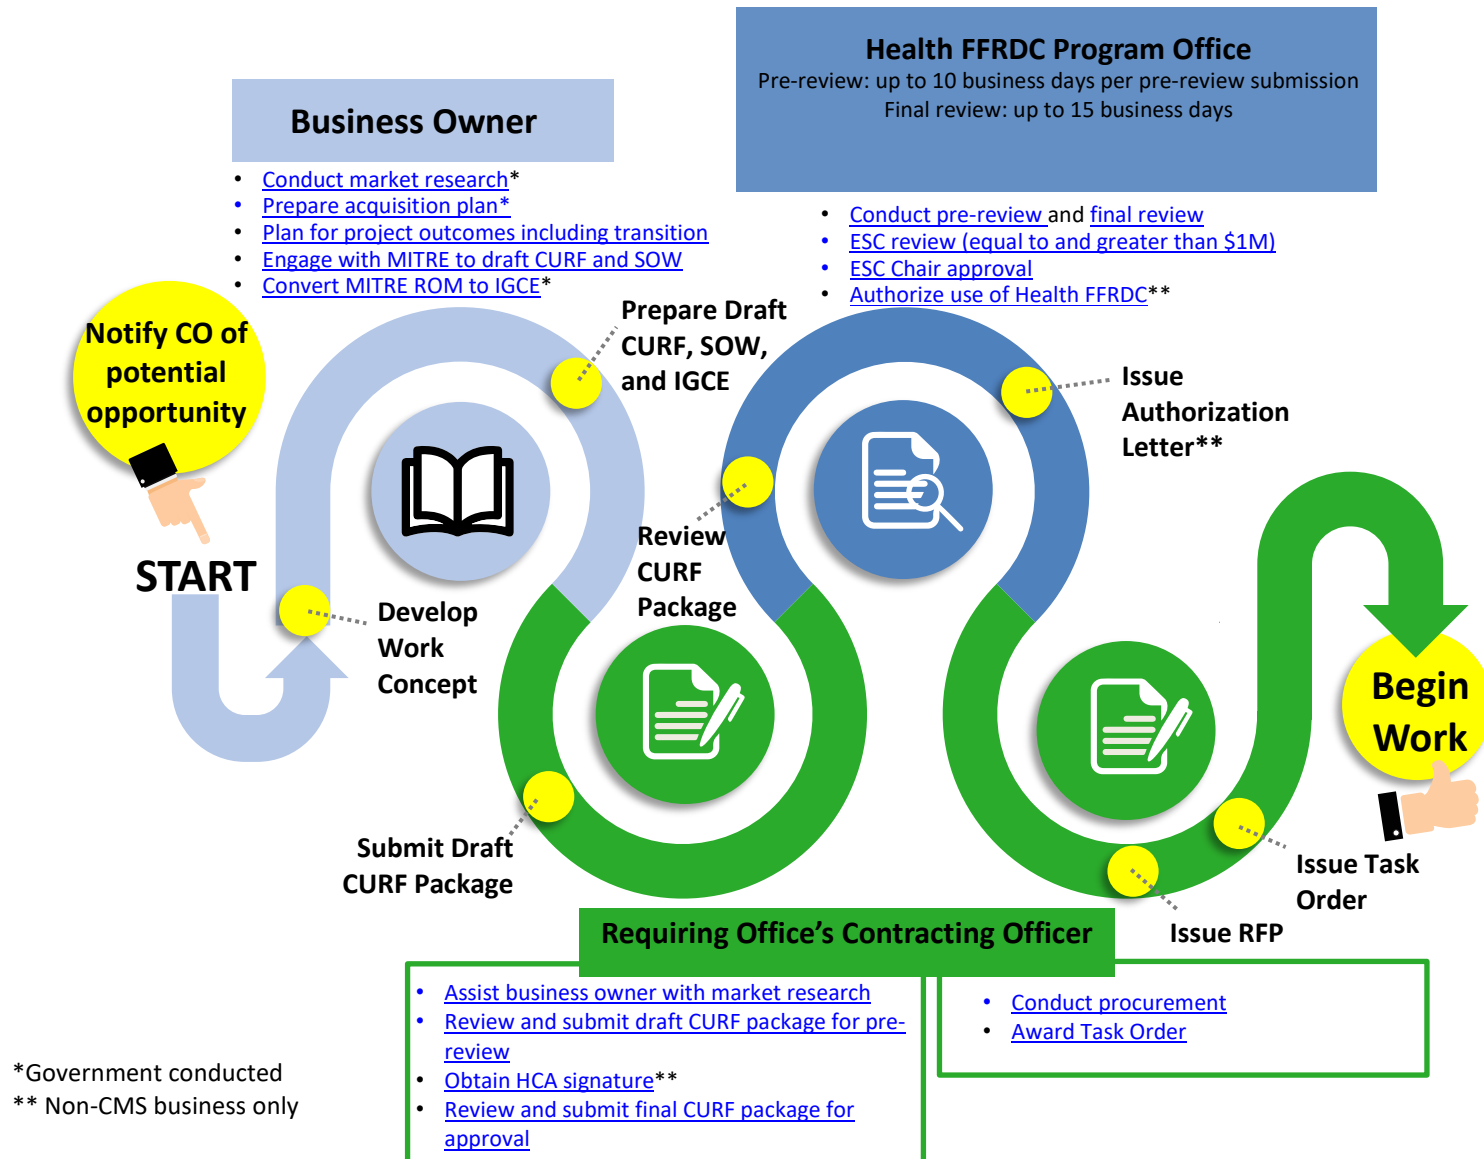 Health FFRDC Program Office
Pre-review: up to 10 business days per pre-review submission
Final review: up to 15 business days
Business Owner
• Conduct market research*
• Prepare acquisition plan*
• Plan for project outcomes including transition
• Engage with MITRE to draft CURF and SOW
• Convert MITRE ROM to IGCE*
• Conduct pre-review and final review
• ESC review (equal to and greater than $1M)
• ESC Chair approval
• Authorize use of Health FFRDC**
Notify CO of
potential
opportunity
START
Develop
Work
Concept
Prepare Draft
CURF, SOW,
and IGCE
Submit Draft
CURF Package
Review
CURF
Package
Issue
Authorization
Letter**
Issue RFP
Issue Task
Order
Begin
Work
Requiring Office's Contracting Officer
• Assist business owner with market research
• Review and submit draft CURF package for pre-
review
• Obtain HCA signature**
• Review and submit final CURF package for
approval
• Conduct procurement
• Award Task Order
*Government conducted
** Non-CMS business only